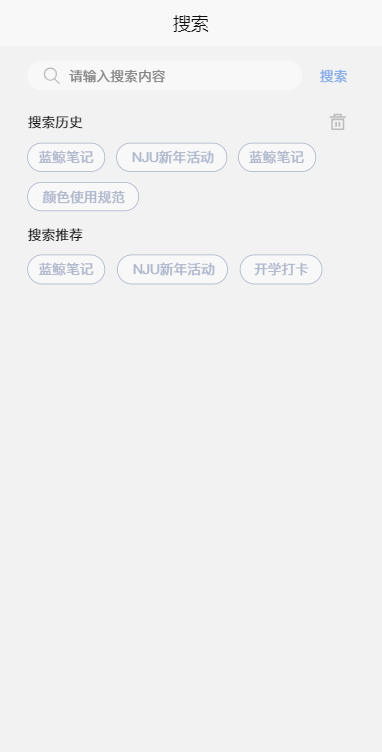 搜索
请输入搜索内容 搜索
搜索历史
蓝鲸笔记 NJU新年活动 蓝鲸笔记
颜色使用规范
搜索推荐
蓝鲸笔记 NJU新年活动 开学打卡